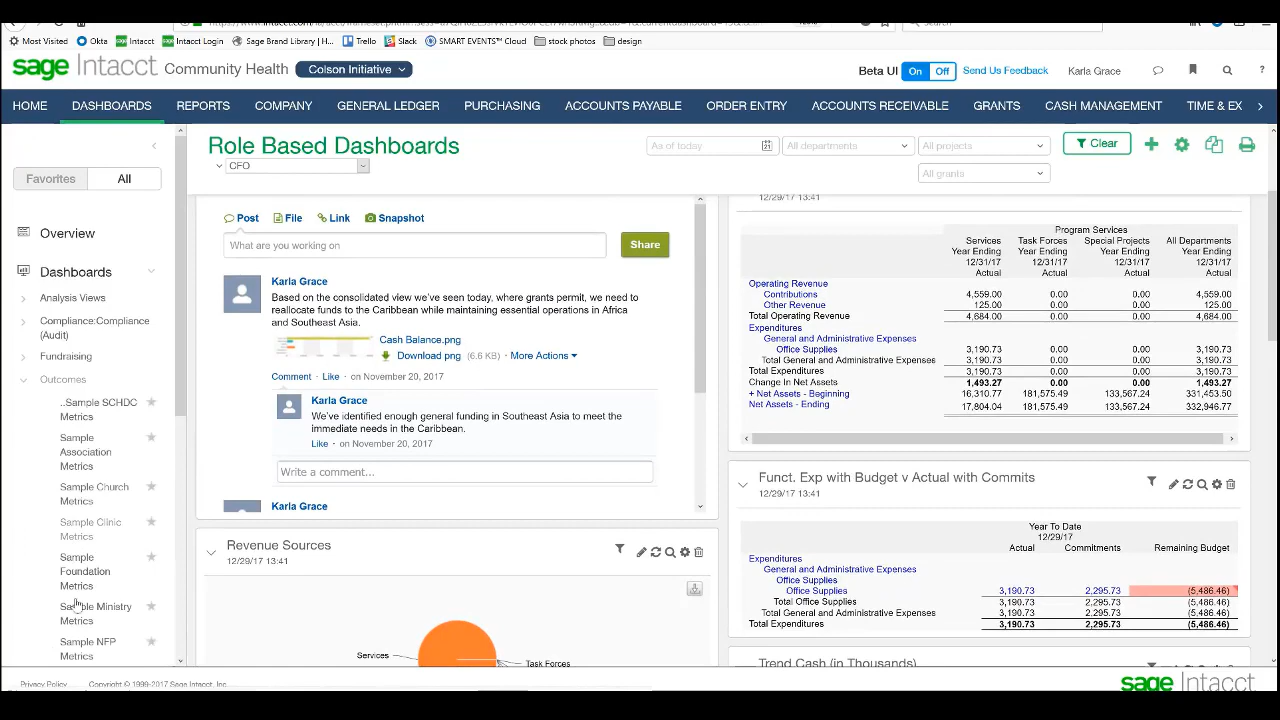 Most Visited Okta Intacct Intacct Login Sage Brand Library | H... Trello Slack SMART EVENTS™ Cloud stock photos design
sage Intacct Community Health Colson Initiative Beta UI On Off Send Us Feedback Karla Grace
HOME DASHBOARDS REPORTS COMPANY GENERAL LEDGER PURCHASING ACCOUNTS PAYABLE ORDER ENTRY ACCOUNTS RECEIVABLE GRANTS CASH MANAGEMENT TIME & EX
Favorites All
Overview
Dashboards
Analysis Views
Compliance:Compliance
(Audit)
Fundraising
Outcomes
..Sample SCHDC
Metrics
Sample
Association
Metrics
Sample Church
Metrics
Sample Clinic
Metrics
Sample
Foundation
Metrics
Sample Ministry
Metrics
Sample NFP
Metrics
Role Based Dashboards
CFO
As of today All departments All projects Clear
All grants
Post File Link Snapshot
What are you working on Share
Karla Grace
Based on the consolidated view we've seen today, where grants permit, we need to
reallocate funds to the Caribbean while maintaining essential operations in Africa
and Southeast Asia.
Cash Balance.png
Download png (6.6 KB) More Actions
Comment · Like · on November 20, 2017
Karla Grace
We've identified enough general funding in Southeast Asia to meet the
immediate needs in the Caribbean.
Like · on November 20, 2017
Write a comment...
Karla Grace
Revenue Sources
12/29/17 13:41
Services Task Forces
12/29/17 13:41
Program Services
Services Task Forces Special Projects All Departments
Year Ending Year Ending Year Ending Year Ending
12/31/17 12/31/17 12/31/17 12/31/17
Actual Actual Actual Actual
Operating Revenue
Contributions 4,559.00 0.00 0.00 4,559.00
Other Revenue 125.00 0.00 0.00 125.00
Total Operating Revenue 4,684.00 0.00 0.00 4,684.00
Expenditures
General and Administrative Expenses
Office Supplies 3,190.73 0.00 0.00 3,190.73
Total General and Administrative Expenses 3,190.73 0.00 0.00 3,190.73
Total Expenditures 3,190.73 0.00 0.00 3,190.73
Change In Net Assets 1,493.27 0.00 0.00 1,493.27
+ Net Assets - Beginning 16,310.77 181,575.49 133,567.24 331,453.50
Net Assets - Ending 17,804.04 181,575.49 133,567.24 332,946.77
Funct. Exp with Budget v Actual with Commits
12/29/17 13:41
Year To Date
12/29/17
Actual Commitments Remaining Budget
Expenditures
General and Administrative Expenses
Office Supplies
Office Supplies 3,190.73 2,295.73 (5,486.46)
Total Office Supplies 3,190.73 2,295.73 (5,486.46)
Total General and Administrative Expenses 3,190.73 2,295.73 (5,486.46)
Total Expenditures 3,190.73 2,295.73 (5,486.46)
Trend Cash (in Thousands)
Privacy Policy Copyright © 1999-2017 Sage Intacct, Inc. sage Intacct